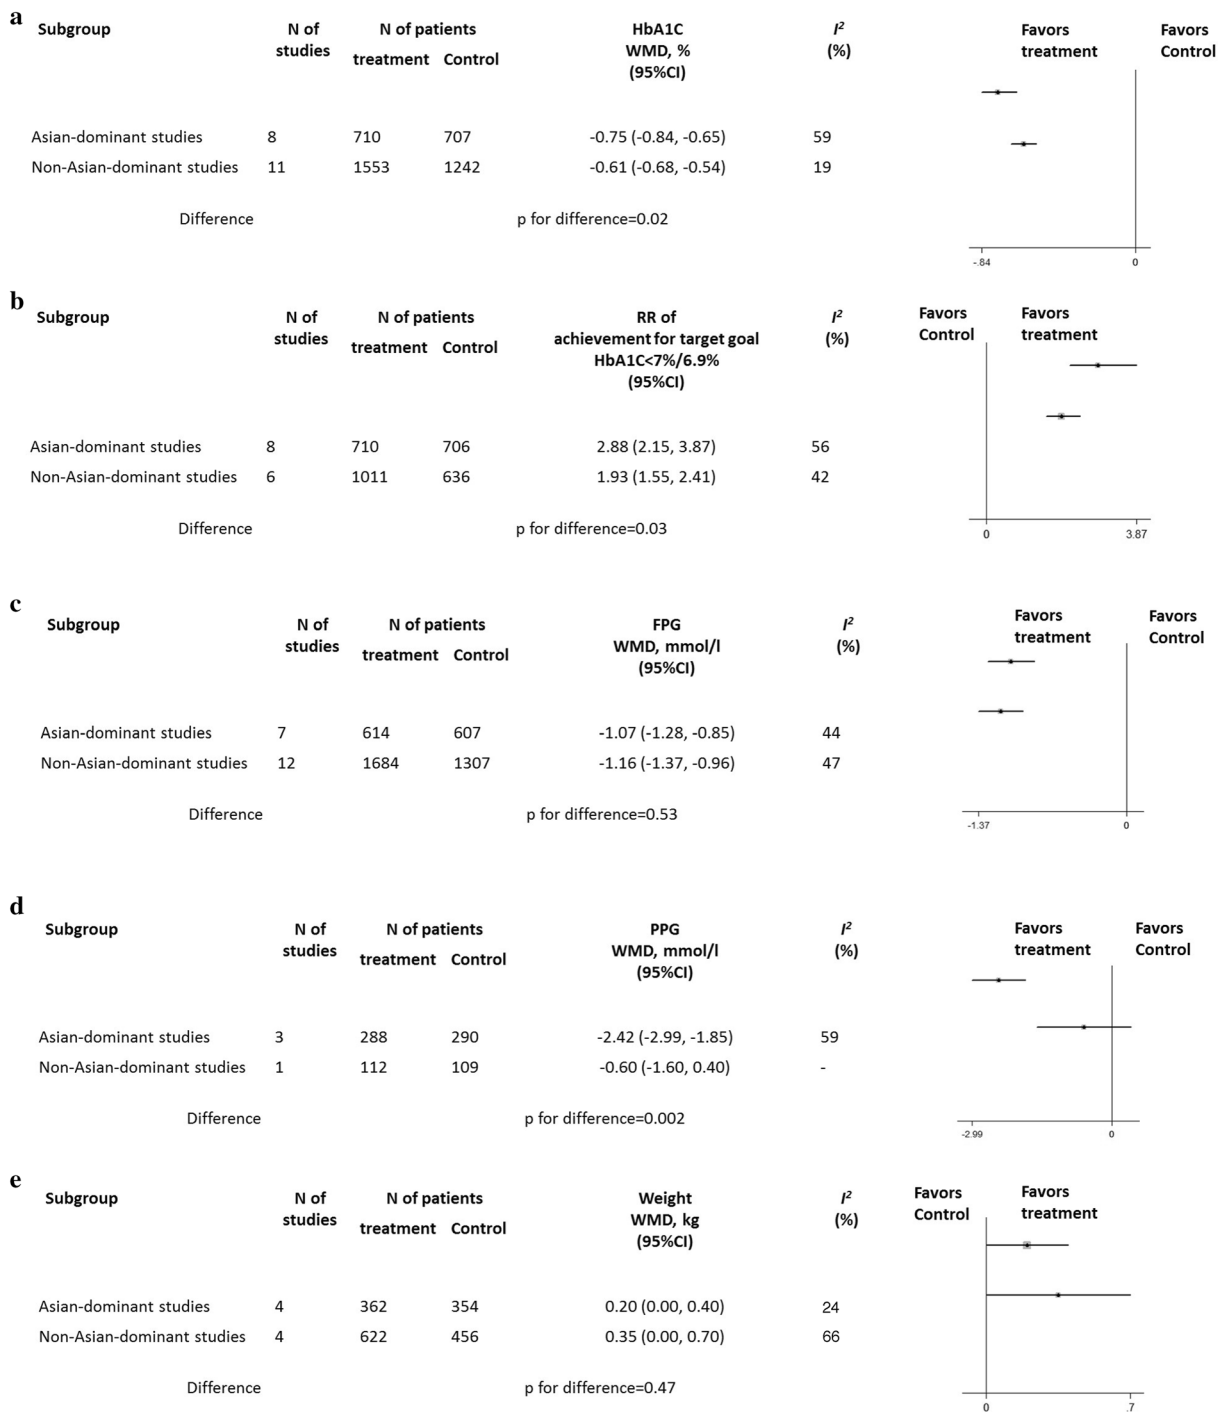 a
Subgroup
N of studies
N of patients
treatment Control
HbA1C
WMD, %
(95%CI)
I²
(%)
Favors treatment
Favors Control
Asian-dominant studies 8 710 707 -0.75 (-0.84, -0.65) 59
Non-Asian-dominant studies 11 1553 1242 -0.61 (-0.68, -0.54) 19
Difference p for difference=0.02
-.84 0
b
Subgroup
N of studies
N of patients
treatment Control
RR of
achievement for target goal
HbA1C<7%/6.9%
(95%CI)
I²
(%)
Favors Control
Favors treatment
Asian-dominant studies 8 710 706 2.88 (2.15, 3.87) 56
Non-Asian-dominant studies 6 1011 636 1.93 (1.55, 2.41) 42
Difference p for difference=0.03
0 3.87
c
Subgroup
N of studies
N of patients
treatment Control
FPG
WMD, mmol/l
(95%CI)
I²
(%)
Favors treatment
Favors Control
Asian-dominant studies 7 614 607 -1.07 (-1.28, -0.85) 44
Non-Asian-dominant studies 12 1684 1307 -1.16 (-1.37, -0.96) 47
Difference p for difference=0.53
-1.37 0
d
Subgroup
N of studies
N of patients
treatment Control
PPG
WMD, mmol/l
(95%CI)
I²
(%)
Favors treatment
Favors Control
Asian-dominant studies 3 288 290 -2.42 (-2.99, -1.85) 59
Non-Asian-dominant studies 1 112 109 -0.60 (-1.60, 0.40) -
Difference p for difference=0.002
-2.99 0
e
Subgroup
N of studies
N of patients
treatment Control
Weight
WMD, kg
(95%CI)
I²
(%)
Favors Control
Favors treatment
Asian-dominant studies 4 362 354 0.20 (0.00, 0.40) 24
Non-Asian-dominant studies 4 622 456 0.35 (0.00, 0.70) 66
Difference p for difference=0.47
0 .7